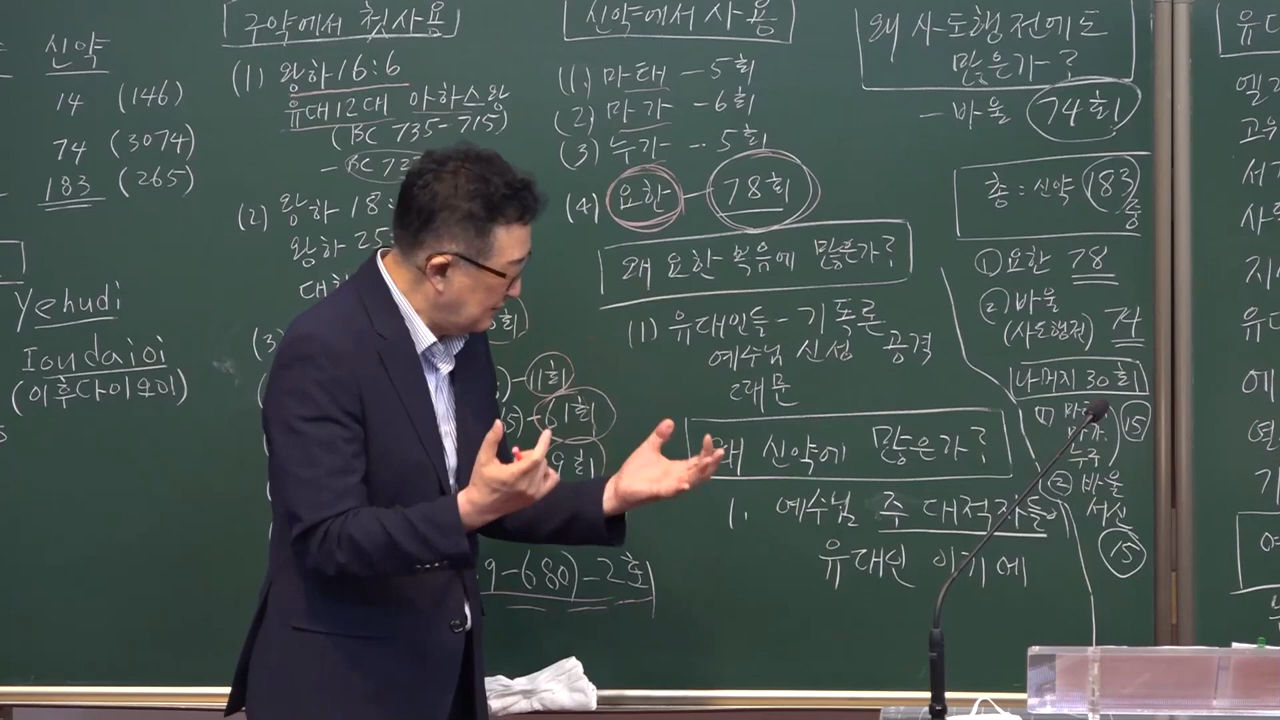 신약
14 (146)
74 (3074)
183 (265)
Yehudi
Ioudaioi
(이후다이오이)
구약에서 첫사용
(1) 왕하 16:6
유대 12대 아하스왕
(BC 735-715)
- BC 72
(2) 왕하 18:
왕하 25:
(3)
11회
-61회
9회
9-680)-2회
신약에서 사용
(1) 마태 - 5회
(2) 마가 - 6회
(3) 누가 - 5회
(4) 요한 - 78회
왜 요한복음에 많은가?
(1) 유대인들 - 기독론
예수님 신성 공격
때문
왜 신약에 많은가?
1. 예수님 주 대적자들
유대인 이기에
왜 사도행전에도
많은가?
- 바울 74회
총 : 신약 183
① 요한 78
② 바울
(사도행전) 74
나머지 30회
①
누가
15
② 바울
서신
15
유